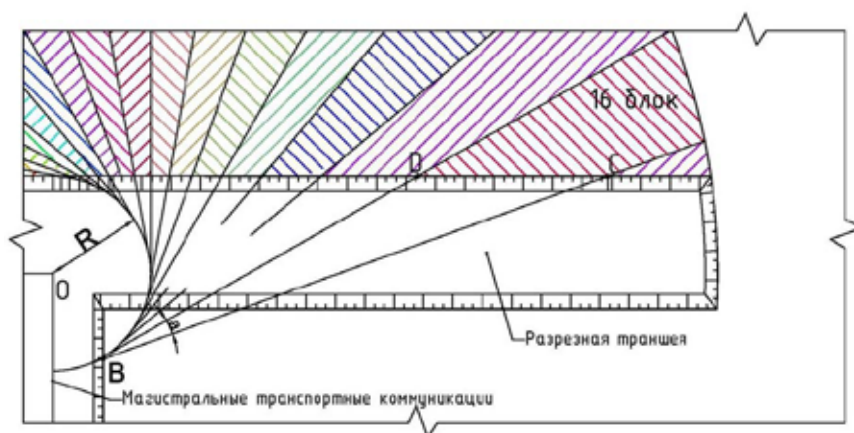 16 блок
D
C
R
O
a
Разрезная траншея
B
Магистральные транспортные коммуникации